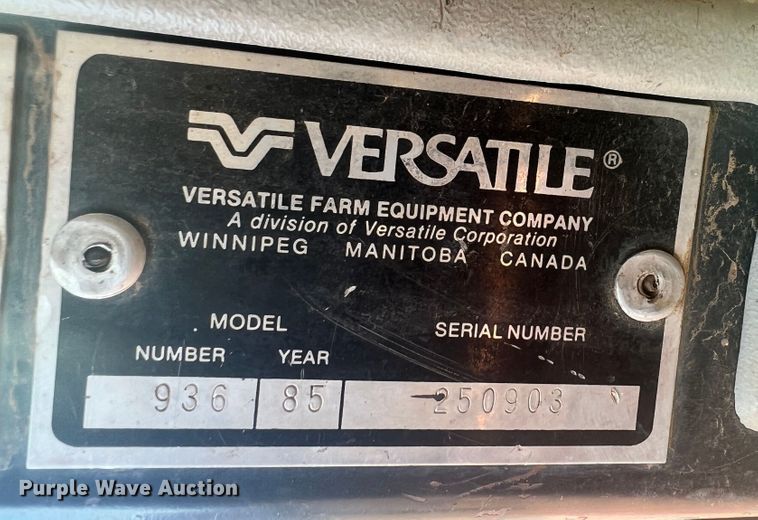 VERSATILE®
VERSATILE FARM EQUIPMENT COMPANY
A division of Versatile Corporation
WINNIPEG MANITOBA CANADA
MODEL SERIAL NUMBER
NUMBER YEAR
936 85 250903
Purple Wave Auction